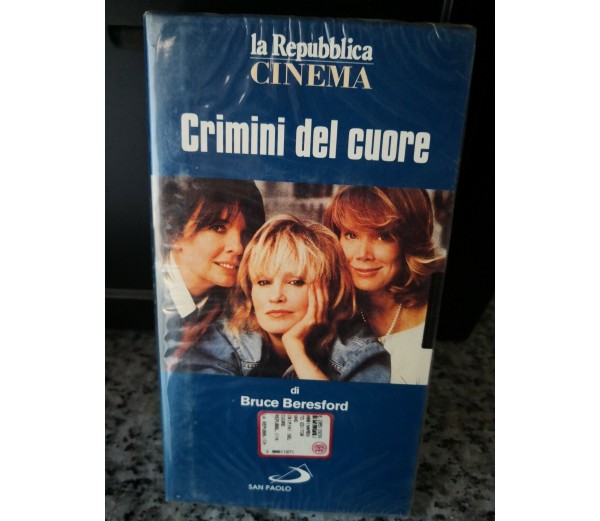 la Repubblica
CINEMA
Crimini del cuore
di
Bruce Beresford
SAN PAOLO